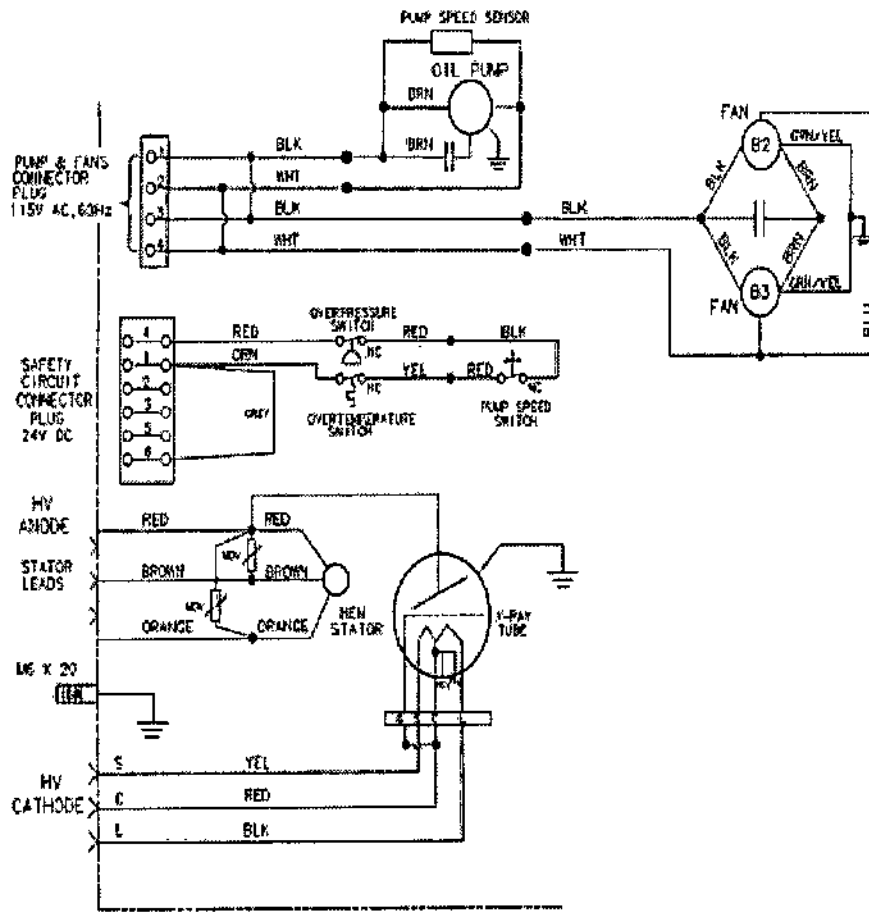 PUMP SPEED SENSOR
OIL PUMP
BRN
BRN
PUMP & FANS
CONNECTOR
PLUG
115V AC, 60Hz
1
2
3
4
BLK
WHT
BLK
WHT
BLK
WHT
FAN
B2
GRN/YEL
BLK
BRN
BLK
BRN
B3
GRN/YEL
FAN
SAFETY
CIRCUIT
CONNECTOR
PLUG
24V DC
4
1
2
3
5
6
RED
ORN
GREY
OVERPRESSURE
SWITCH
NC
RED
BLK
YEL
RED
NC
NC
OVERTEMPERATURE
SWITCH
PUMP SPEED
SWITCH
HV
ANODE
RED
RED
STATOR
LEADS
MOV
BROWN
BROWN
MOV
ORANGE
ORANGE
STATOR
X-RAY
TUBE
M6 X 20
HV
CATHODE
S
YEL
C
RED
L
BLK